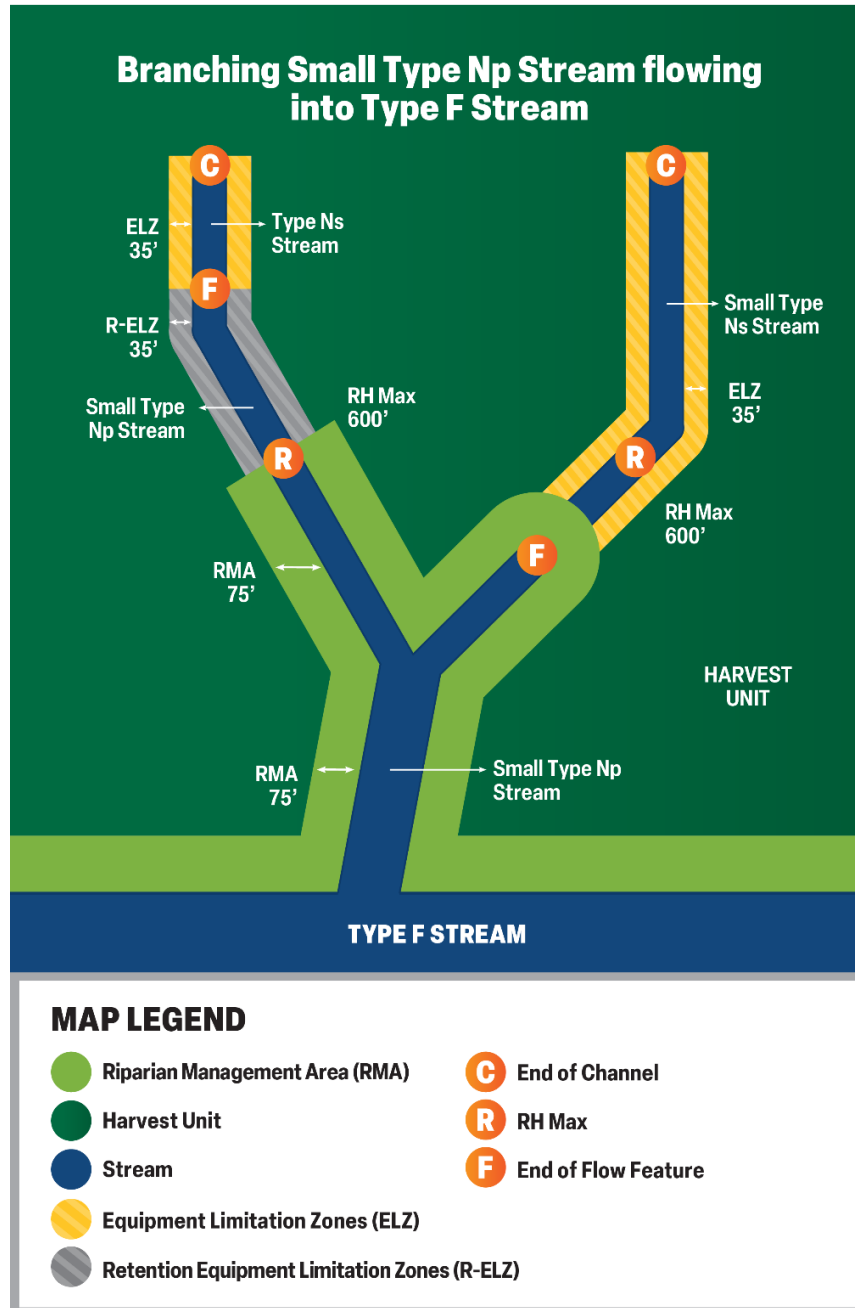 Branching Small Type Np Stream flowing
into Type F Stream
C
C
ELZ
35’
Type Ns
Stream
F
R-ELZ
35’
Small Type
Ns Stream
Small Type
Np Stream
RH Max
600’
ELZ
35’
R
R
RH Max
600’
F
RMA
75’
HARVEST
UNIT
RMA
75’
Small Type Np
Stream
TYPE F STREAM
MAP LEGEND
Riparian Management Area (RMA)
Harvest Unit
Stream
Equipment Limitation Zones (ELZ)
Retention Equipment Limitation Zones (R-ELZ)
C End of Channel
R RH Max
F End of Flow Feature